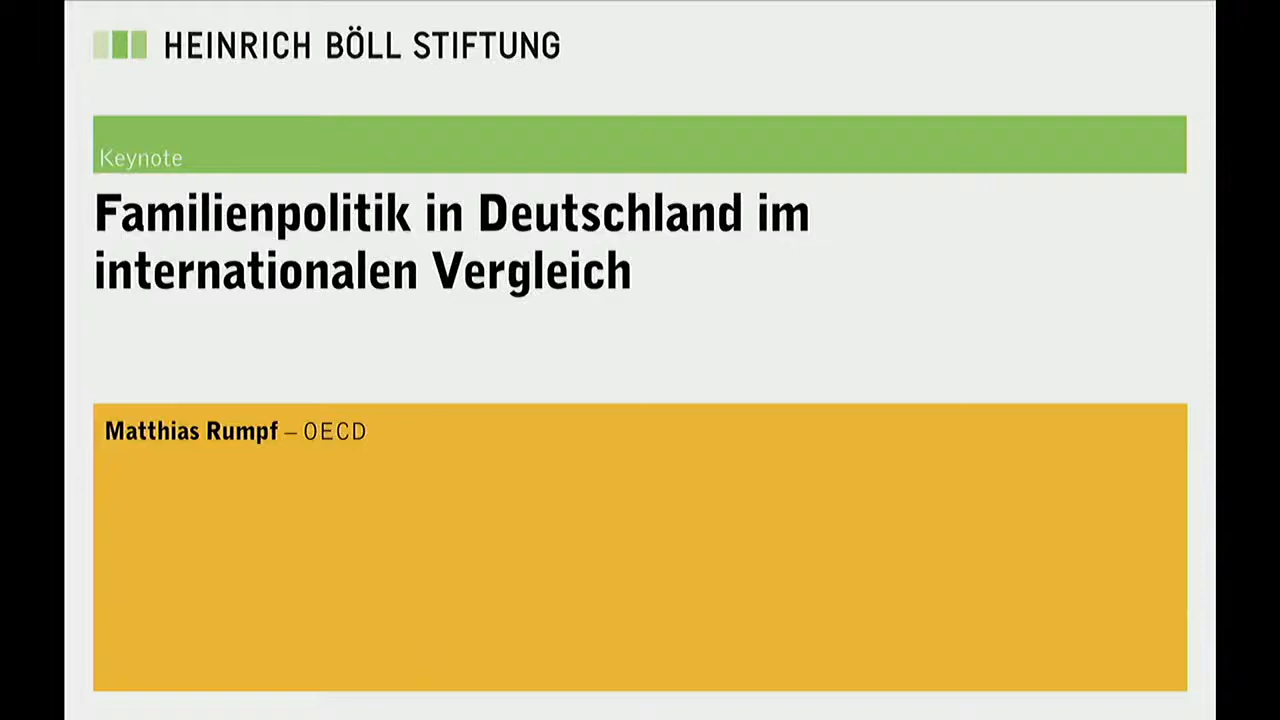 HEINRICH BÖLL STIFTUNG
Keynote
Familienpolitik in Deutschland im
internationalen Vergleich
Matthias Rumpf – OECD